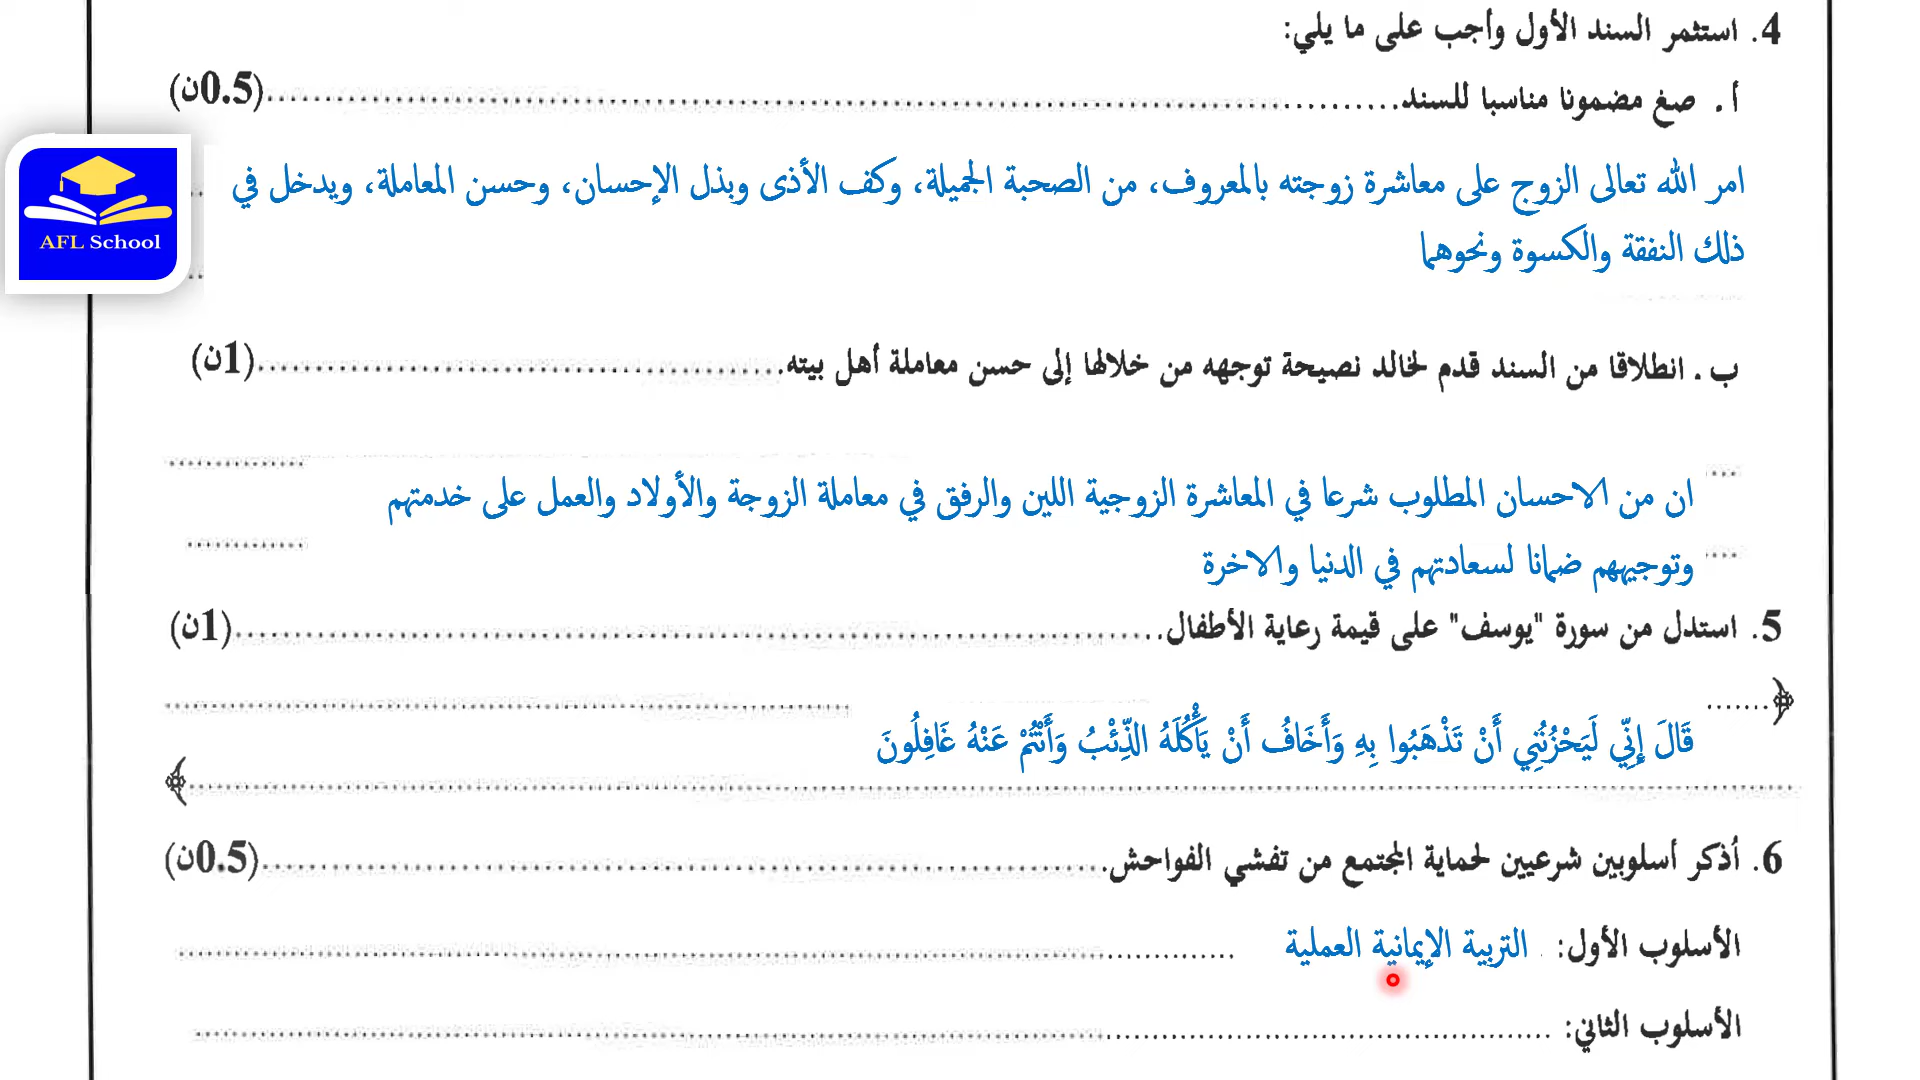 4. استثمر السند الأول وأجب على ما يلي:
أ. صغ مضمونا مناسبا للسند............(0.5ن)
امر الله تعالى الزوج على معاشرة زوجته بالمعروف، من الصحبة الجميلة، وكف الأذى وبذل الإحسان، وحسن المعاملة، ويدخل في
ذلك النفقة والكسوة ونحوهما
AFL School
ب. انطلاقا من السند قدم لخالد نصيحة توجهه من خلالها إلى حسن معاملة أهل بيته............(1ن)
ان من الاحسان المطلوب شرعا في المعاشرة الزوجية اللين والرفق في معاملة الزوجة والأولاد والعمل على خدمتهم
وتوجيههم ضمانا لسعادتهم في الدنيا والاخرة
5. استدل من سورة "يوسف" على قيمة رعاية الأطفال............(1ن)
﴿ قَالَ إِنِّي لَيَحْزُنُنِي أَنْ تَذْهَبُوا بِهِ وَأَخَافُ أَنْ يَأْكُلَهُ الذِّئْبُ وَأَنْتُمْ عَنْهُ غَافِلُونَ ﴾
6. أذكر أسلوبين شرعيين لحماية المجتمع من تفشي الفواحش............(0.5ن)
الأسلوب الأول: التربية الإيمانية العملية
الأسلوب الثاني: